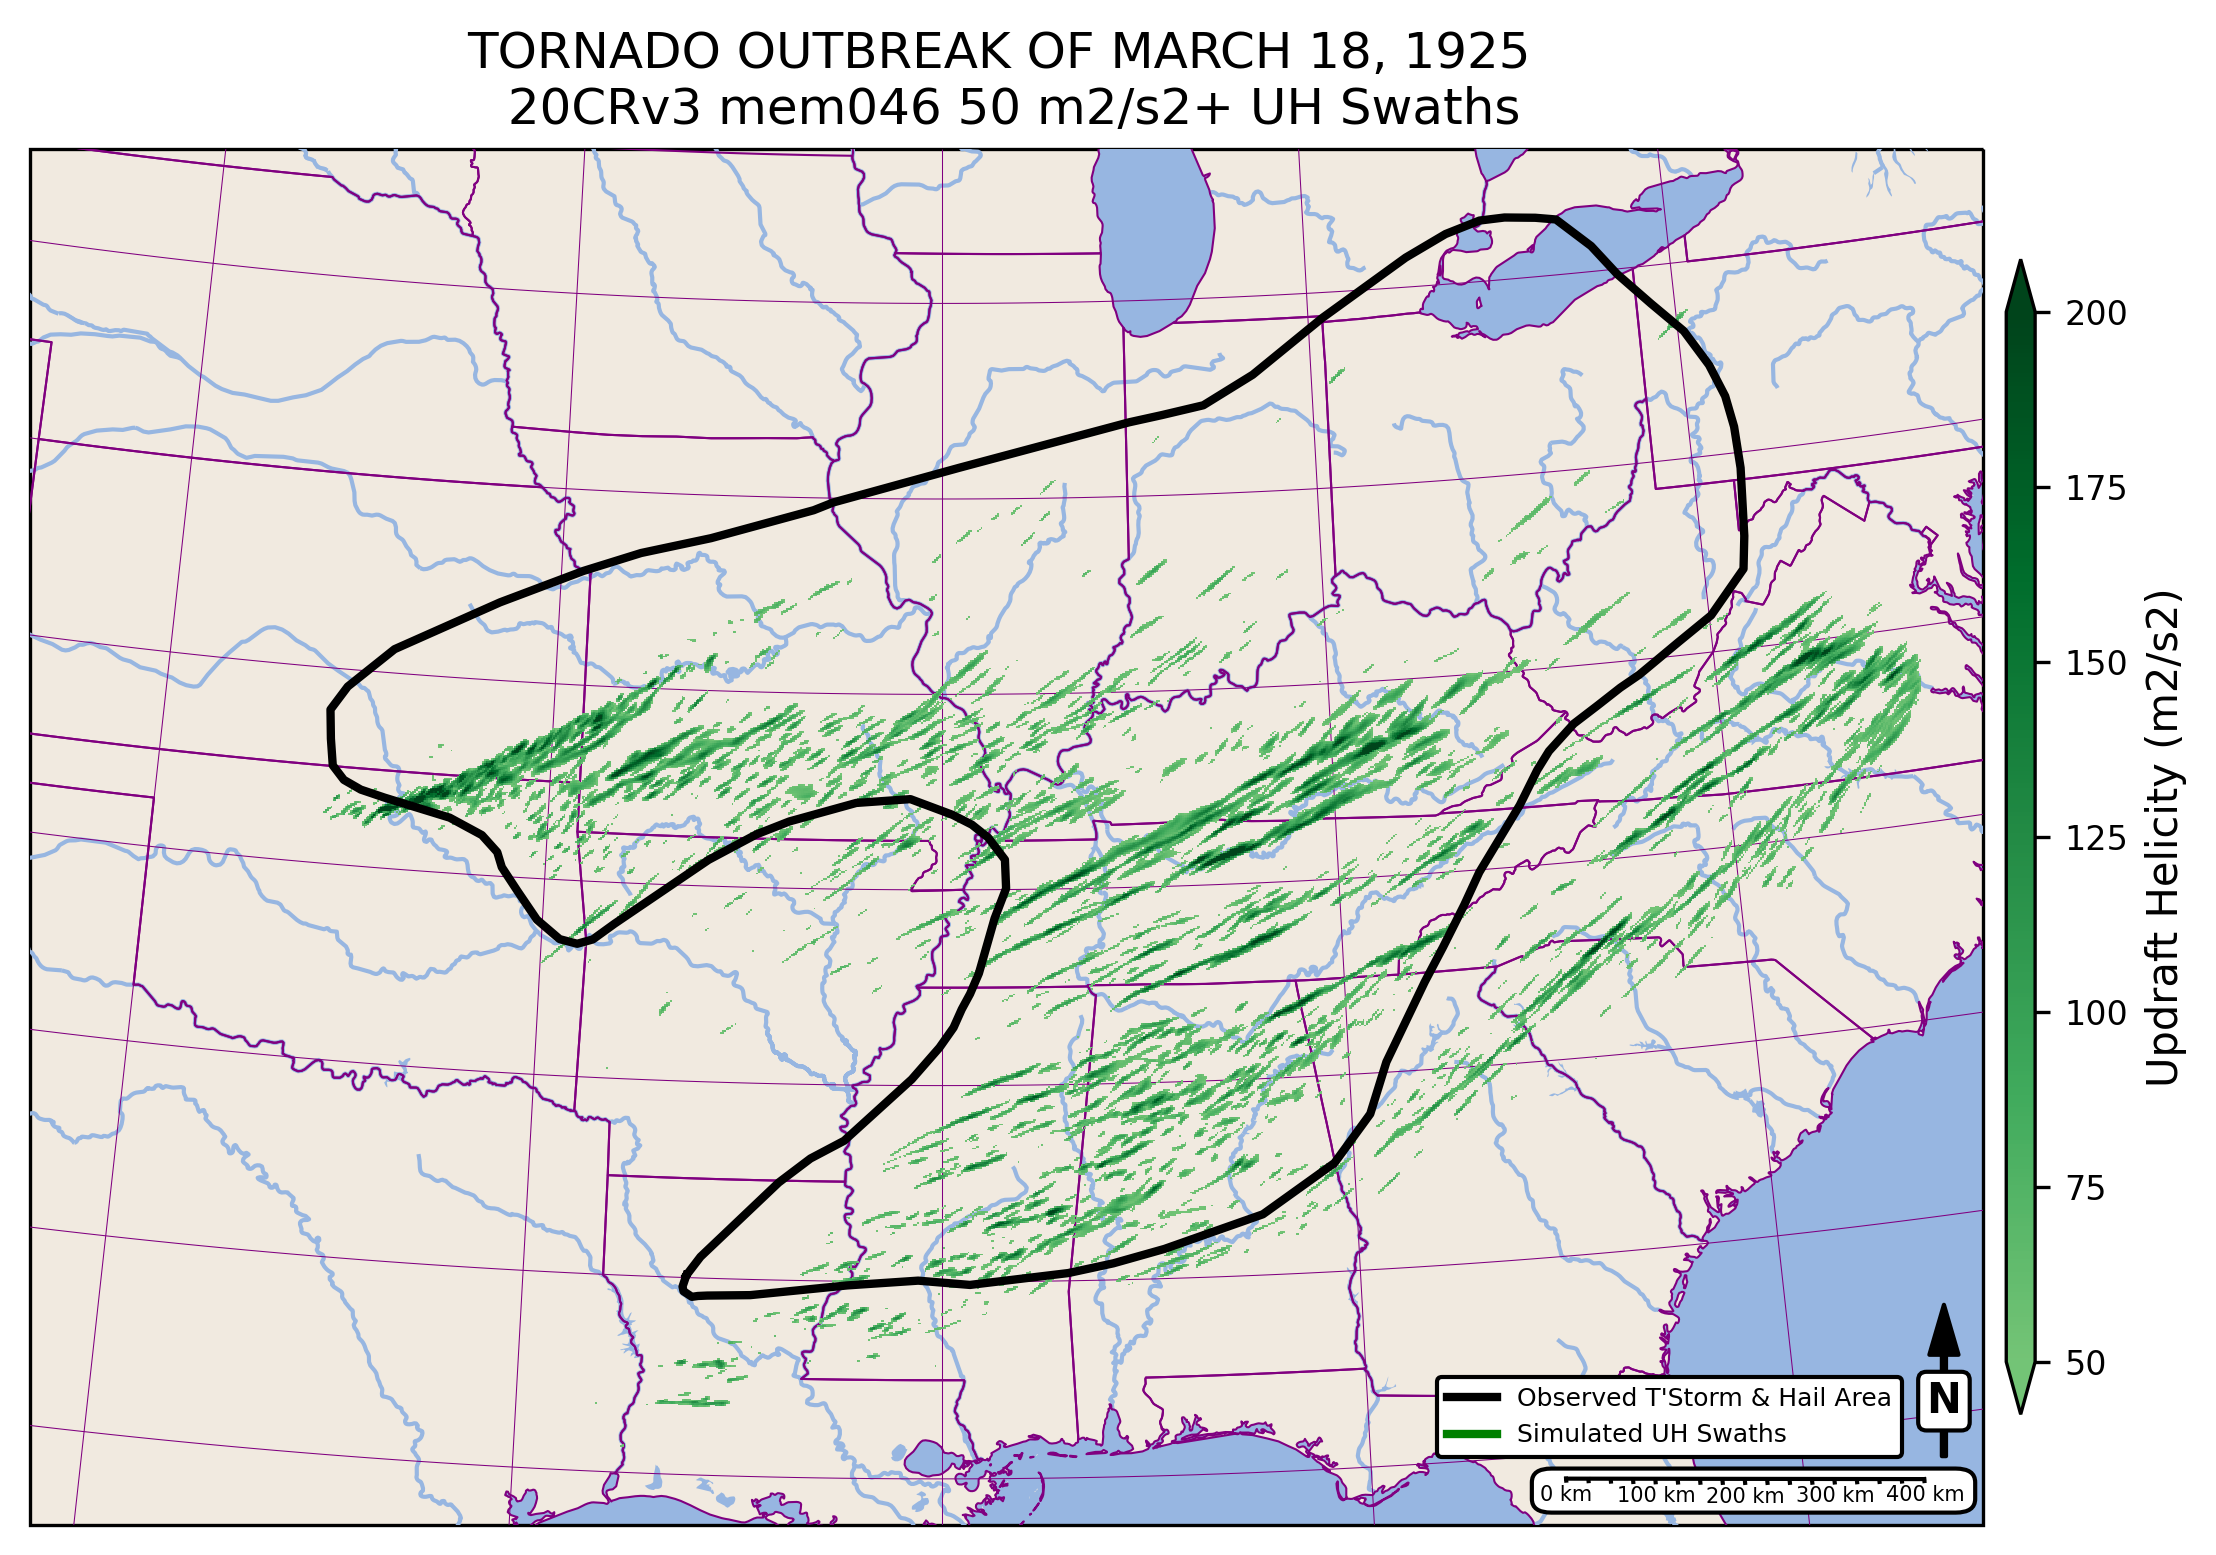 TORNADO OUTBREAK OF MARCH 18, 1925
20CRv3 mem046 50 m2/s2+ UH Swaths
200
175
150
125
100
75
50
Updraft Helicity (m2/s2)
Observed T'Storm & Hail Area
Simulated UH Swaths
N
0 km 100 km 200 km 300 km 400 km